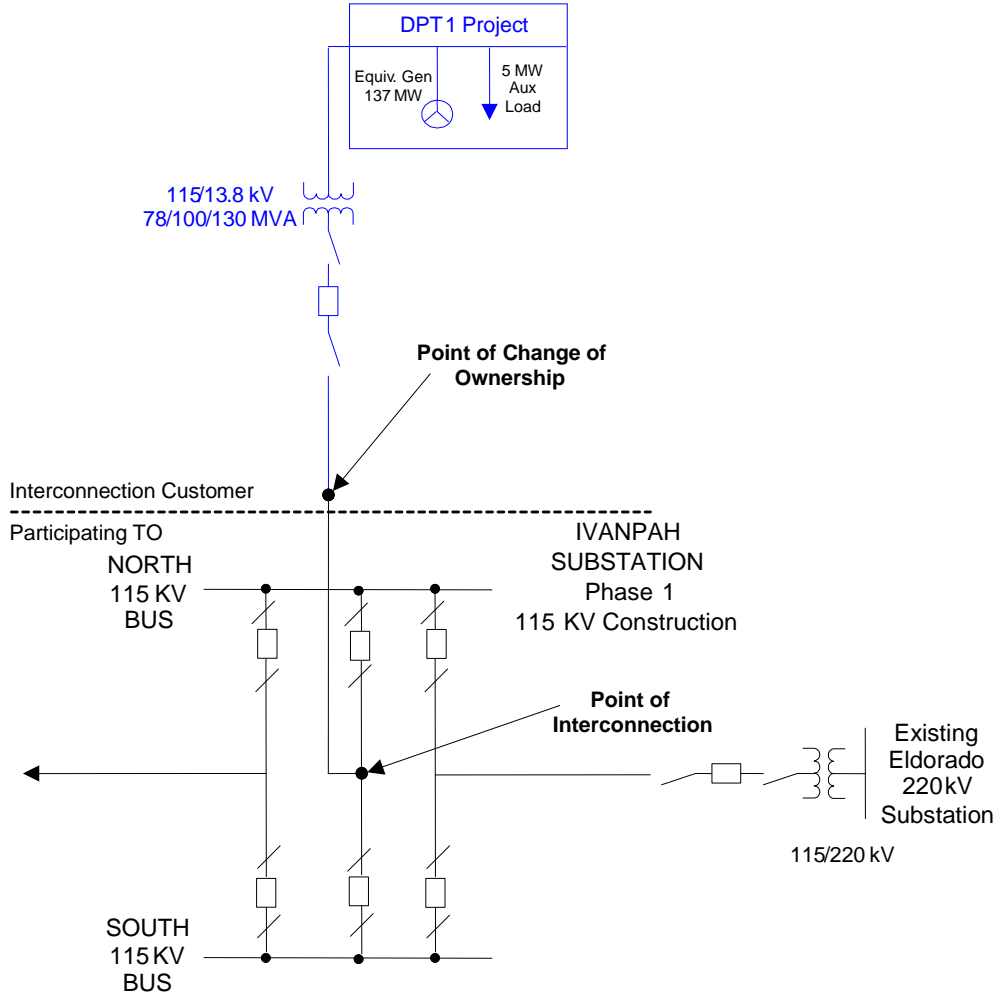 DPT1 Project
Equiv. Gen
137 MW
5 MW
Aux
Load
115/13.8 kV
78/100/130 MVA
Point of Change of
Ownership
Interconnection Customer
Participating TO
NORTH
115 KV
BUS
IVANPAH
SUBSTATION
Phase 1
115 KV Construction
Point of
Interconnection
Existing
Eldorado
220kV
Substation
115/220 kV
SOUTH
115 KV
BUS